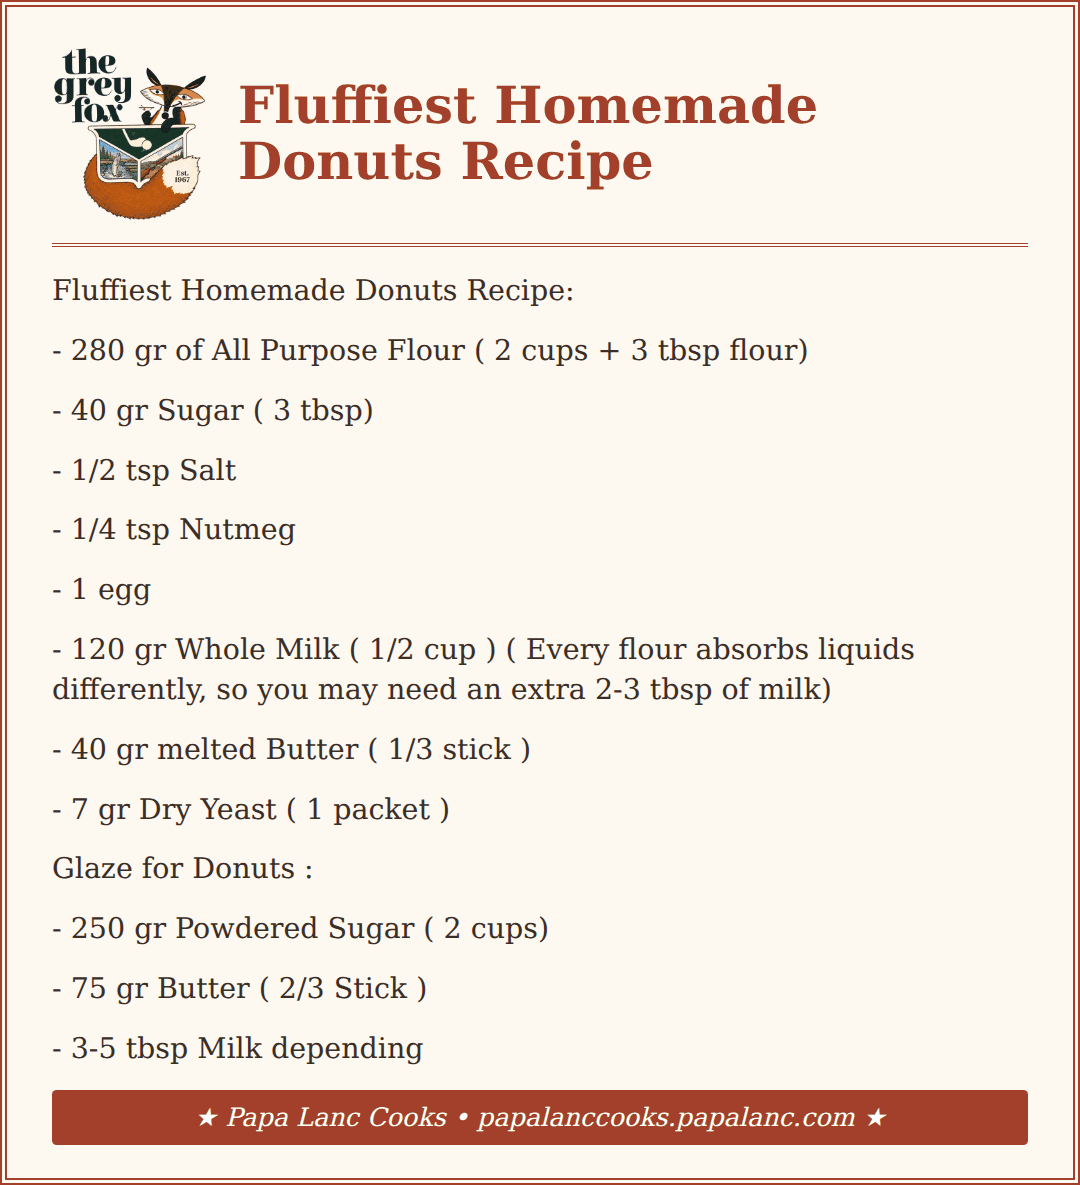 the
grey
fox
Est.
1967
Fluffiest Homemade
Donuts Recipe
Fluffiest Homemade Donuts Recipe:
- 280 gr of All Purpose Flour ( 2 cups + 3 tbsp flour)
- 40 gr Sugar ( 3 tbsp)
- 1/2 tsp Salt
- 1/4 tsp Nutmeg
- 1 egg
- 120 gr Whole Milk ( 1/2 cup ) ( Every flour absorbs liquids
differently, so you may need an extra 2-3 tbsp of milk)
- 40 gr melted Butter ( 1/3 stick )
- 7 gr Dry Yeast ( 1 packet )
Glaze for Donuts :
- 250 gr Powdered Sugar ( 2 cups)
- 75 gr Butter ( 2/3 Stick )
- 3-5 tbsp Milk depending
★ Papa Lanc Cooks • papalanccooks.papalanc.com ★